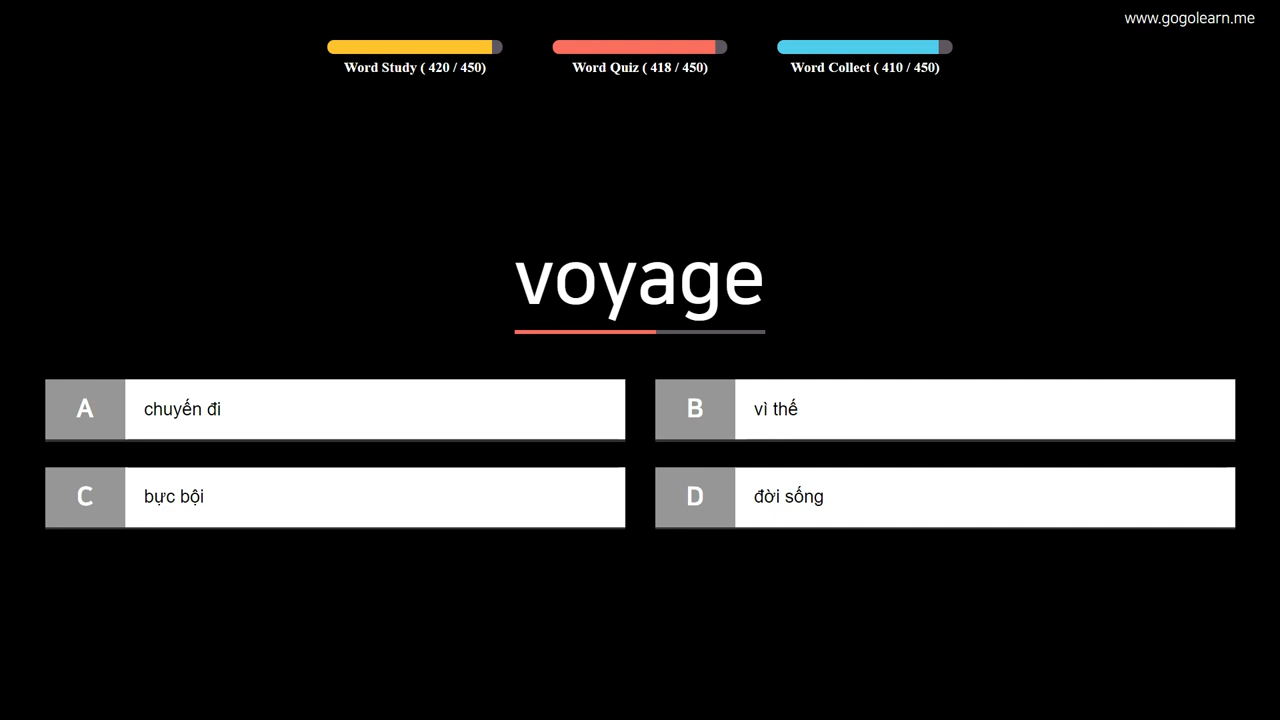 www.gogolearn.me
Word Study ( 420 / 450)
Word Quiz ( 418 / 450)
Word Collect ( 410 / 450)
voyage
A chuyến đi
B vì thế
C bực bội
D đời sống